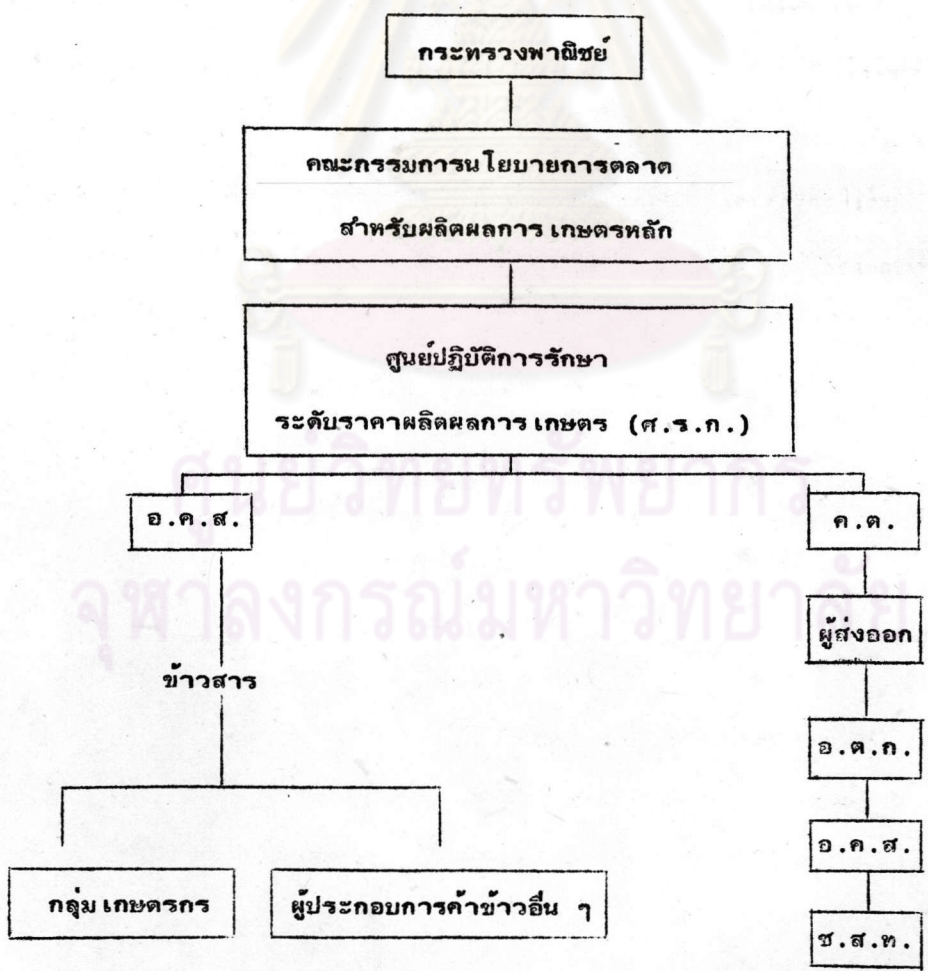 กระทรวงพาณิชย์
คณะกรรมการนโยบายการตลาด
สำหรับผลิตผลการเกษตรหลัก
ศูนย์ปฏิบัติการรักษา
ระดับราคาผลิตผลการเกษตร (ศ.ร.ก.)
ศูนย์วิทยทรัพยากร
จุฬาลงกรณ์มหาวิทยาลัย
อ.ค.ส.
ค.ต.
ผู้ส่งออก
ข้าวสาร
อ.ต.ก.
อ.ค.ส.
กลุ่มเกษตรกร
ผู้ประกอบการค้าข้าวอื่น ๆ
ช.ส.ท.